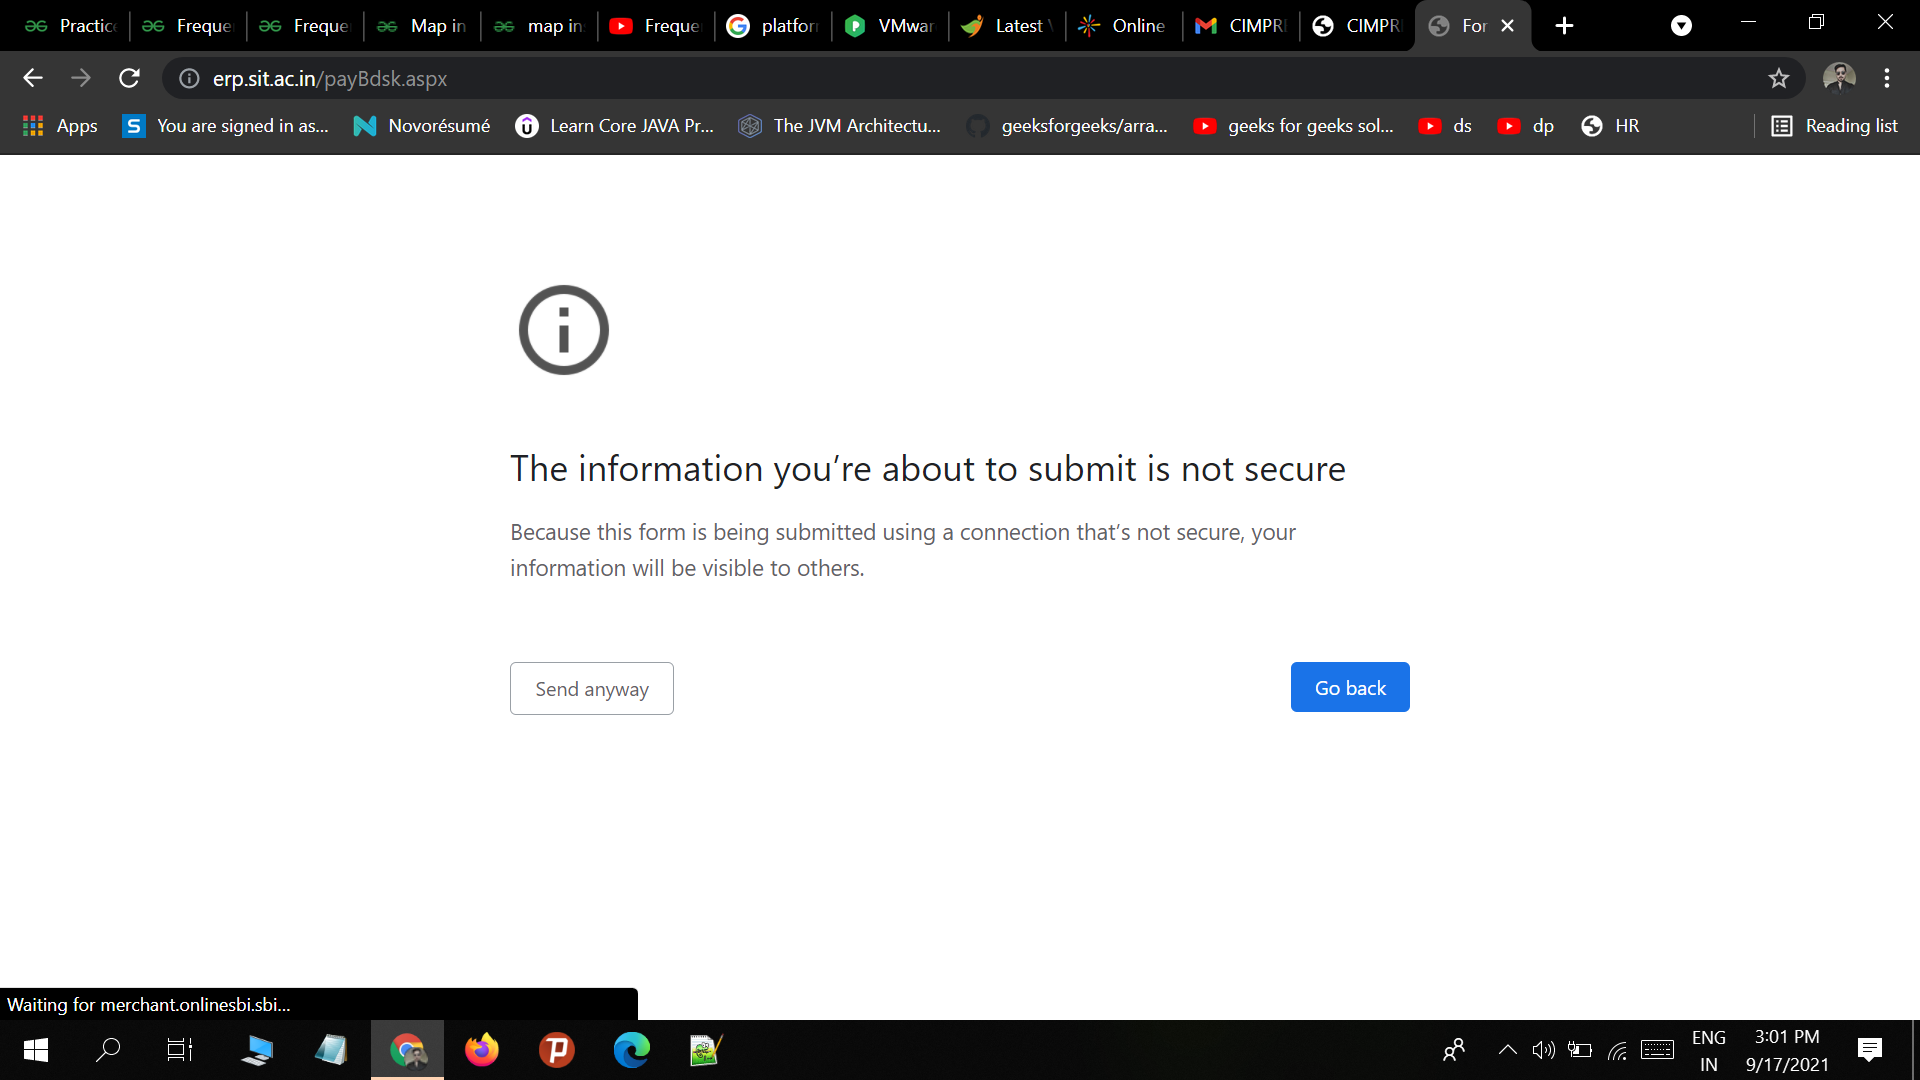 Practice
Freque
Freque
Map in
map in
Freque
platfor
VMwar
Latest
Online
CIMPR
CIMPR
For
erp.sit.ac.in/payBdsk.aspx
Apps
You are signed in as...
Novorésumé
Learn Core JAVA Pr...
The JVM Architectu...
geeksforgeeks/arra...
geeks for geeks sol...
ds
dp
HR
Reading list
The information you’re about to submit is not secure
Because this form is being submitted using a connection that’s not secure, your
information will be visible to others.
Send anyway
Go back
Waiting for merchant.onlinesbi.sbi...
ENG
IN
3:01 PM
9/17/2021